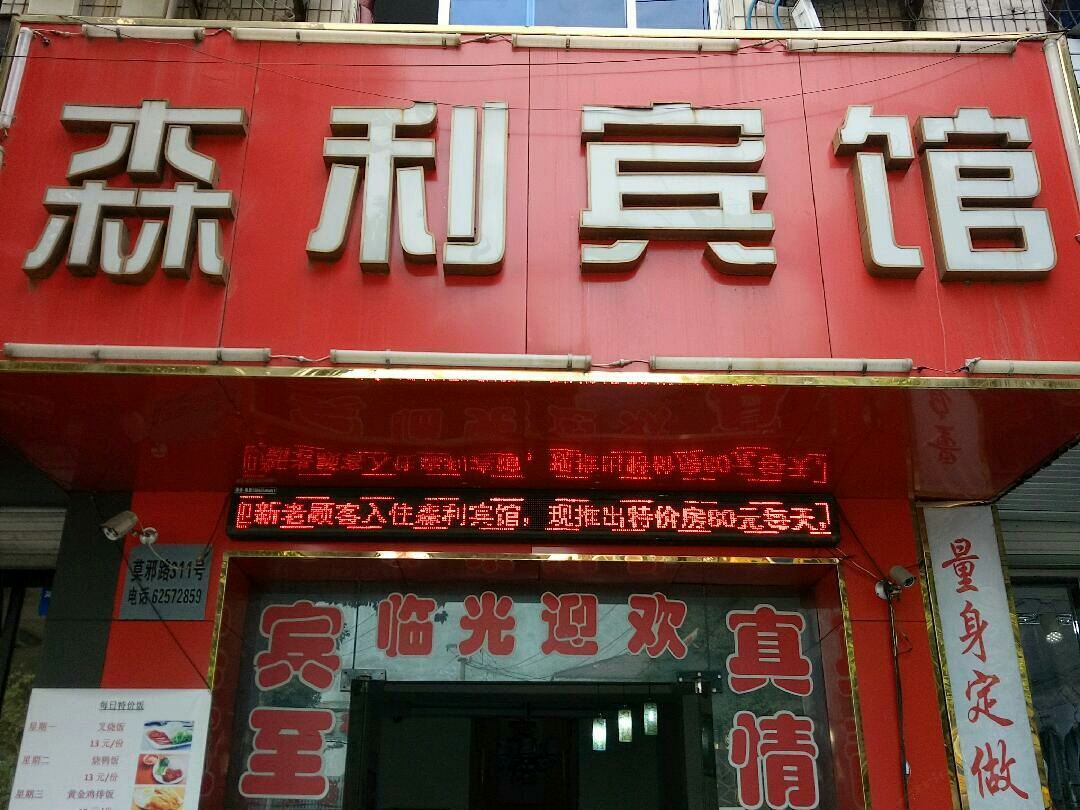 森利宾馆
迎新老顾客入住森利宾馆，现推出特价房60元每天，
莫邪路311号
电话62572859
临光迎欢
宾至
真情
量身定做
每日特价饭
星期一 叉烧饭
13元/份
星期二 烧鸭饭
13元/份
星期三 黄金鸡排饭